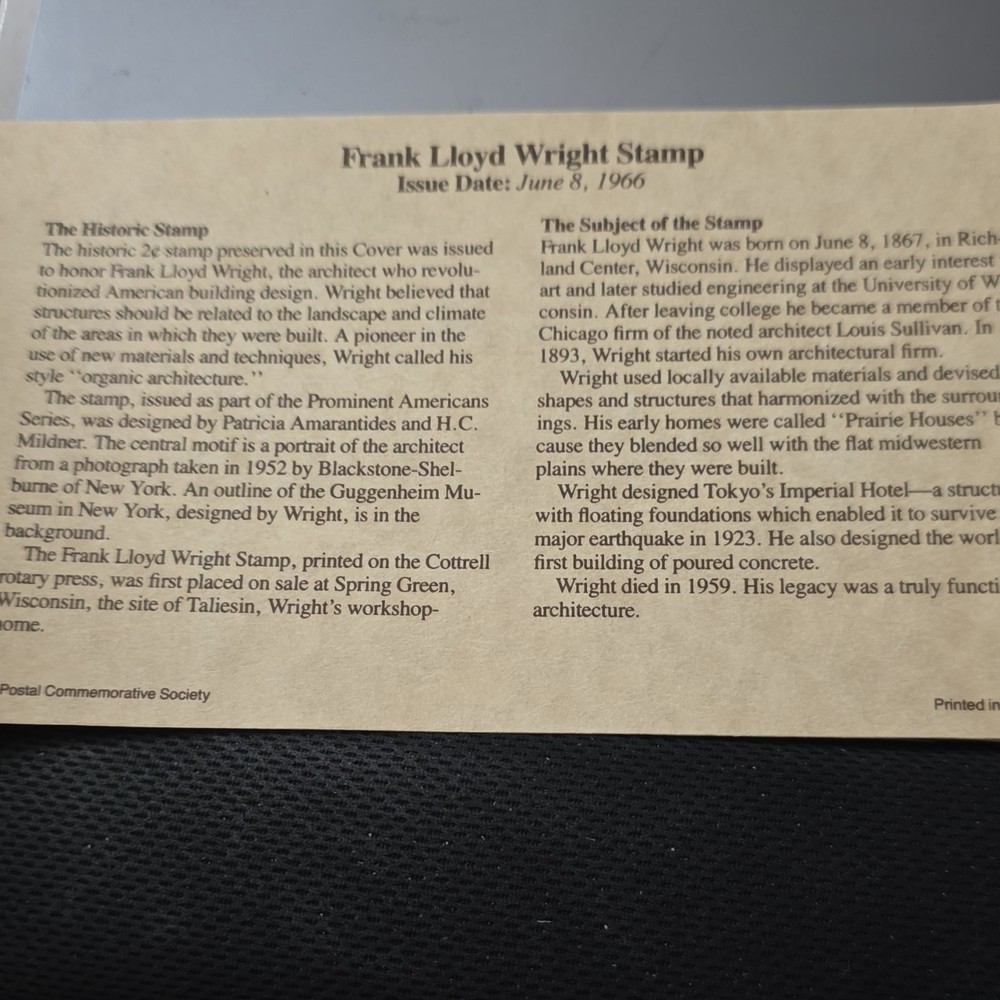 Frank Lloyd Wright Stamp
Issue Date: June 8, 1966
The Historic Stamp
The historic 2¢ stamp preserved in this Cover was issued
to honor Frank Lloyd Wright, the architect who revolu-
tionized American building design. Wright believed that
structures should be related to the landscape and climate
of the areas in which they were built. A pioneer in the
use of new materials and techniques, Wright called his
style "organic architecture."
The stamp, issued as part of the Prominent Americans
Series, was designed by Patricia Amarantides and H.C.
Mildner. The central motif is a portrait of the architect
from a photograph taken in 1952 by Blackstone-Shel-
burne of New York. An outline of the Guggenheim Mu-
seum in New York, designed by Wright, is in the
background.
The Frank Lloyd Wright Stamp, printed on the Cottrell
rotary press, was first placed on sale at Spring Green,
Wisconsin, the site of Taliesin, Wright's workshop-
ome.
Postal Commemorative Society
The Subject of the Stamp
Frank Lloyd Wright was born on June 8, 1867, in Rich-
land Center, Wisconsin. He displayed an early interest
art and later studied engineering at the University of W
consin. After leaving college he became a member of t
Chicago firm of the noted architect Louis Sullivan. In
1893, Wright started his own architectural firm.
Wright used locally available materials and devised
shapes and structures that harmonized with the surrou
ings. His early homes were called "Prairie Houses" b
cause they blended so well with the flat midwestern
plains where they were built.
Wright designed Tokyo's Imperial Hotel—a structu
with floating foundations which enabled it to survive
major earthquake in 1923. He also designed the worl
first building of poured concrete.
Wright died in 1959. His legacy was a truly functi
architecture.
Printed in